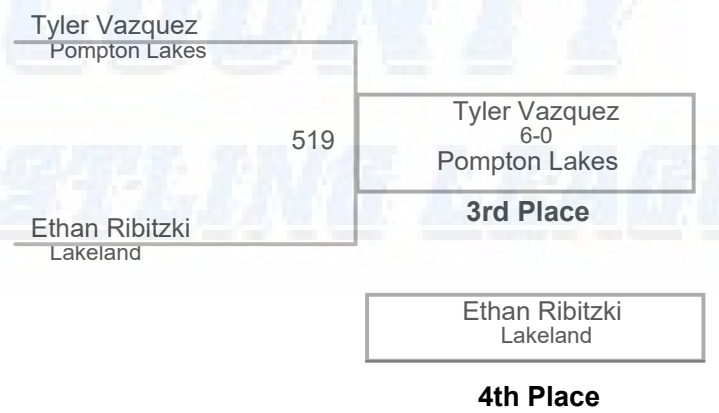 Tyler Vazquez
Pompton Lakes
519
Tyler Vazquez
6-0
Pompton Lakes
3rd Place
Ethan Ribitzki
Lakeland
Ethan Ribitzki
Lakeland
4th Place